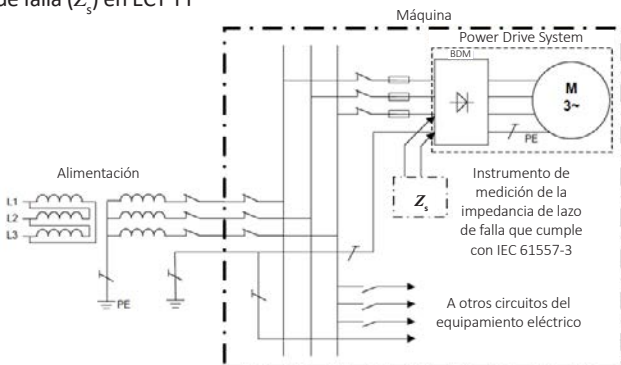 de falla (Zs) en ECT TT
Máquina
Power Drive System
BDM
M
3~
PE
Alimentación
L1
L2
L3
Zs
Instrumento de
medición de la
impedancia de lazo
de falla que cumple
con IEC 61557-3
PE
A otros circuitos del
equipamiento eléctrico